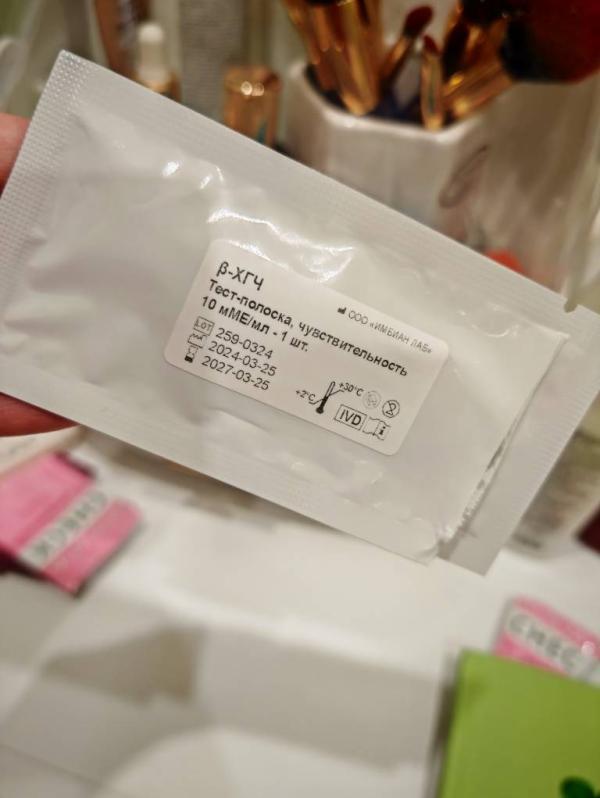 β-ХГЧ
Тест-полоска, чувствительность
10 мМЕ/мл - 1 шт.
ООО «ИМБИАН ЛАБ»
LOT 259-0324
2024-03-25
2027-03-25
+2°C
+30°C
IVD
CHEC